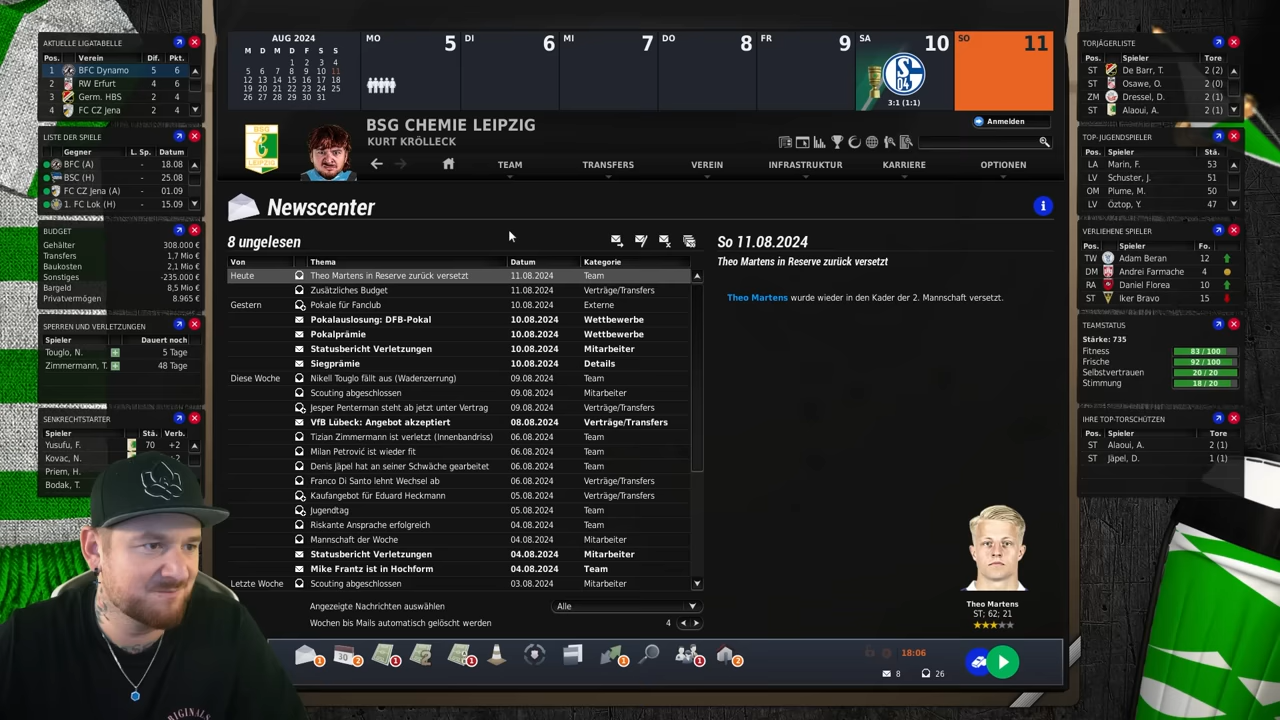 AKTUELLE LIGATABELLE
Pos. Verein Dif. Pkt.
1 BFC Dynamo 5 6
2 RW Erfurt 4 6
3 Germ. HBS 2 4
4 FC CZ Jena 2 4
LISTE DER SPIELE
Gegner L. Sp. Datum
BFC (A) - 18.08
BSC (H) - 25.08
FC CZ Jena (A) - 01.09
1. FC Lok (H) - 15.09
BUDGET
Gehälter 308.000 €
Transfers 1,7 Mio €
Baukosten 2,1 Mio €
Sonstiges -235.000 €
Bargeld 8,5 Mio €
Privatvermögen 8.965 €
SPERREN UND VERLETZUNGEN
Spieler Dauert noch
Touglo, N. 5 Tage
Zimmermann, T. 48 Tage
SENKRECHTSTARTER
Spieler Stä. Verb.
Yusufu, F. 70 +2
Kovac, N.
Priem, H.
Bodak, T.
AUG 2024
M D M D F S S
1 2 3 4
5 6 7 8 9 10 11
12 13 14 15 16 17 18
19 20 21 22 23 24 25
26 27 28 29 30 31
MO 5 DI 6 MI 7 DO 8 FR 9 SA 10 SO 11
S 04
3:1 (1:1)
BSG
LEIPZIG
BSG CHEMIE LEIPZIG
KURT KRÖLLECK
Anmelden
TEAM TRANSFERS VEREIN INFRASTRUKTUR KARRIERE OPTIONEN
Newscenter
i
8 ungelesen
Von Thema Datum Kategorie
Heute Theo Martens in Reserve zurück versetzt 11.08.2024 Team
Zusätzliches Budget 11.08.2024 Verträge/Transfers
Gestern Pokale für Fanclub 10.08.2024 Externe
Pokalauslosung: DFB-Pokal 10.08.2024 Wettbewerbe
Pokalprämie 10.08.2024 Wettbewerbe
Statusbericht Verletzungen 10.08.2024 Mitarbeiter
Siegprämie 10.08.2024 Details
Diese Woche Nikell Touglo fällt aus (Wadenzerrung) 09.08.2024 Team
Scouting abgeschlossen 09.08.2024 Mitarbeiter
Jesper Penterman steht ab jetzt unter Vertrag 09.08.2024 Verträge/Transfers
VfB Lübeck: Angebot akzeptiert 08.08.2024 Verträge/Transfers
Tizian Zimmermann ist verletzt (Innenbandriss) 06.08.2024 Team
Milan Petrović ist wieder fit 06.08.2024 Team
Denis Jäpel hat an seiner Schwäche gearbeitet 06.08.2024 Team
Franco Di Santo lehnt Wechsel ab 06.08.2024 Verträge/Transfers
Kaufangebot für Eduard Heckmann 05.08.2024 Verträge/Transfers
Jugendtag 05.08.2024 Team
Riskante Ansprache erfolgreich 04.08.2024 Team
Mannschaft der Woche 04.08.2024 Team
Statusbericht Verletzungen 04.08.2024 Mitarbeiter
Mike Frantz ist in Hochform 04.08.2024 Team
Letzte Woche Scouting abgeschlossen 03.08.2024 Mitarbeiter
Angezeigte Nachrichten auswählen Alle
Wochen bis Mails automatisch gelöscht werden 4
So 11.08.2024
Theo Martens in Reserve zurück versetzt
Theo Martens wurde wieder in den Kader der 2. Mannschaft versetzt.
Theo Martens
ST; 62; 21
1 30 2 1 1 1 1 2
18:06
8 26
TORJÄGERLISTE
Pos. Spieler Tore
ST De Barr, T. 2 (2)
ST Osawe, O. 2 (0)
ZM Dressel, D. 2 (1)
ST Alaoui, A. 2 (1)
TOP-JUGENDSPIELER
Pos. Spieler Stä.
LA Marin, F. 53
LV Schuster, J. 51
OM Plume, M. 50
LV Öztop, Y. 47
VERLIEHENE SPIELER
Pos. Spieler Fo.
TW Adam Beran 12
DM Andrei Farmache 4
RA Daniel Florea 10
ST Iker Bravo 15
TEAMSTATUS
Stärke: 735
Fitness 83 / 100
Frische 92 / 100
Selbstvertrauen 20 / 20
Stimmung 18 / 20
IHRE TOP-TORSCHÜTZEN
Pos. Spieler Tore
ST Alaoui, A. 2 (1)
ST Jäpel, D. 1 (1)